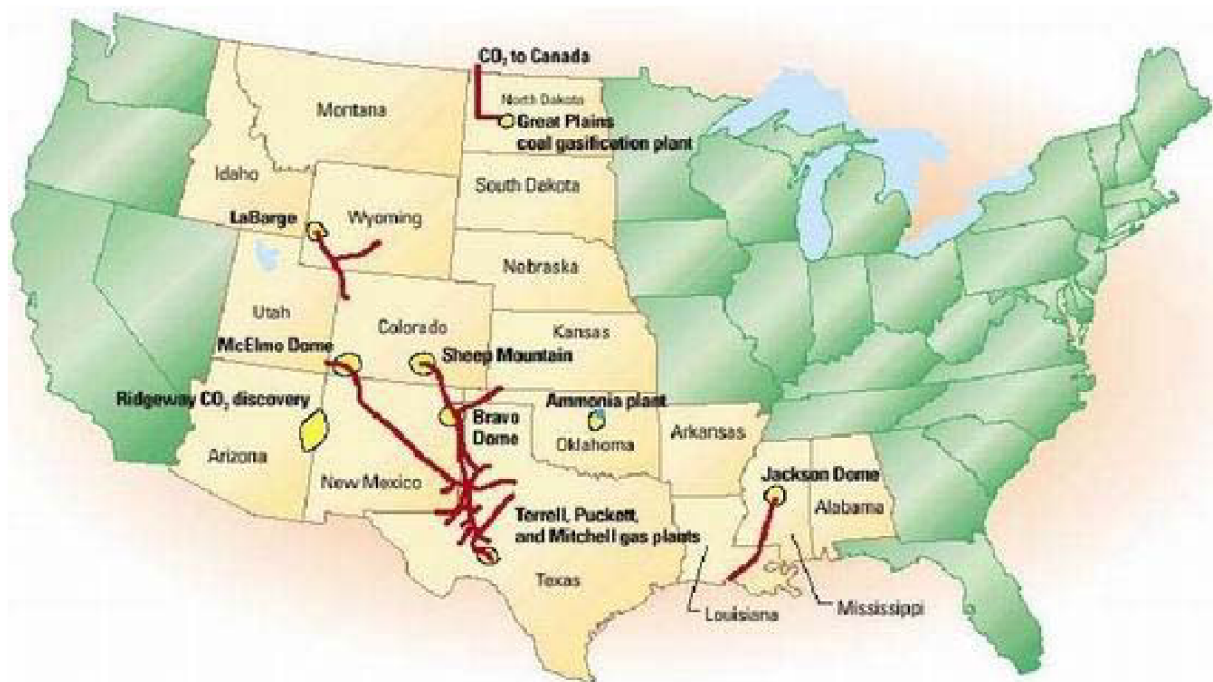 CO₂ to Canada
North Dakota
Montana
Great Plains
coal gasification plant
Idaho
South Dakota
LaBarge
Wyoming
Nebraska
Utah
Colorado
Kansas
McElmo Dome
Sheep Mountain
Ridgeway CO₂ discovery
Bravo
Dome
Ammonia plant
Oklahoma
Arkansas
Arizona
New Mexico
Jackson Dome
Alabama
Terrell, Puckett,
and Mitchell gas plants
Texas
Louisiana
Mississippi